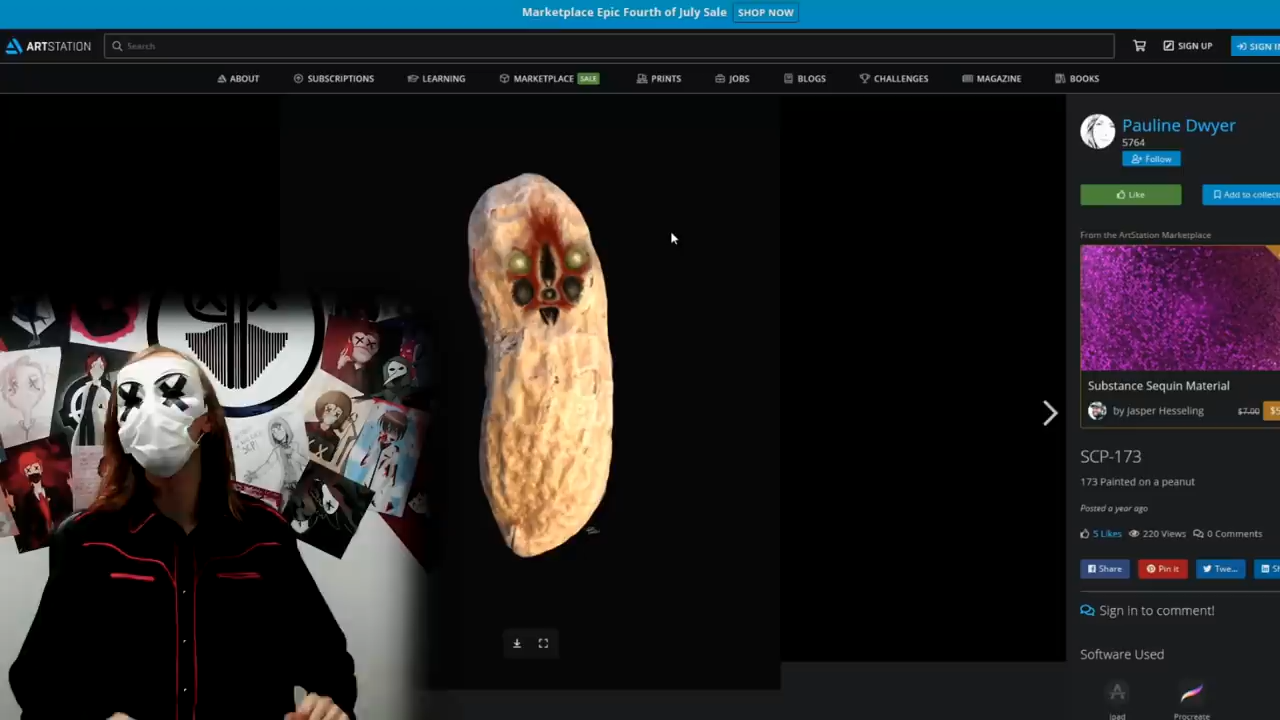 Marketplace Epic Fourth of July Sale SHOP NOW
ARTSTATION Search SIGN UP SIGN IN
ABOUT SUBSCRIPTIONS LEARNING MARKETPLACE SALE PRINTS JOBS BLOGS CHALLENGES MAGAZINE BOOKS
Pauline Dwyer
5764
Follow
Like Add to collect
From the ArtStation Marketplace
Substance Sequin Material
by Jasper Hesseling $7.00 $5
SCP-173
173 Painted on a peanut
Posted a year ago
5 Likes 220 Views 0 Comments
Share Pin it Twe... Sh
Sign in to comment!
Software Used
ipad Procreate